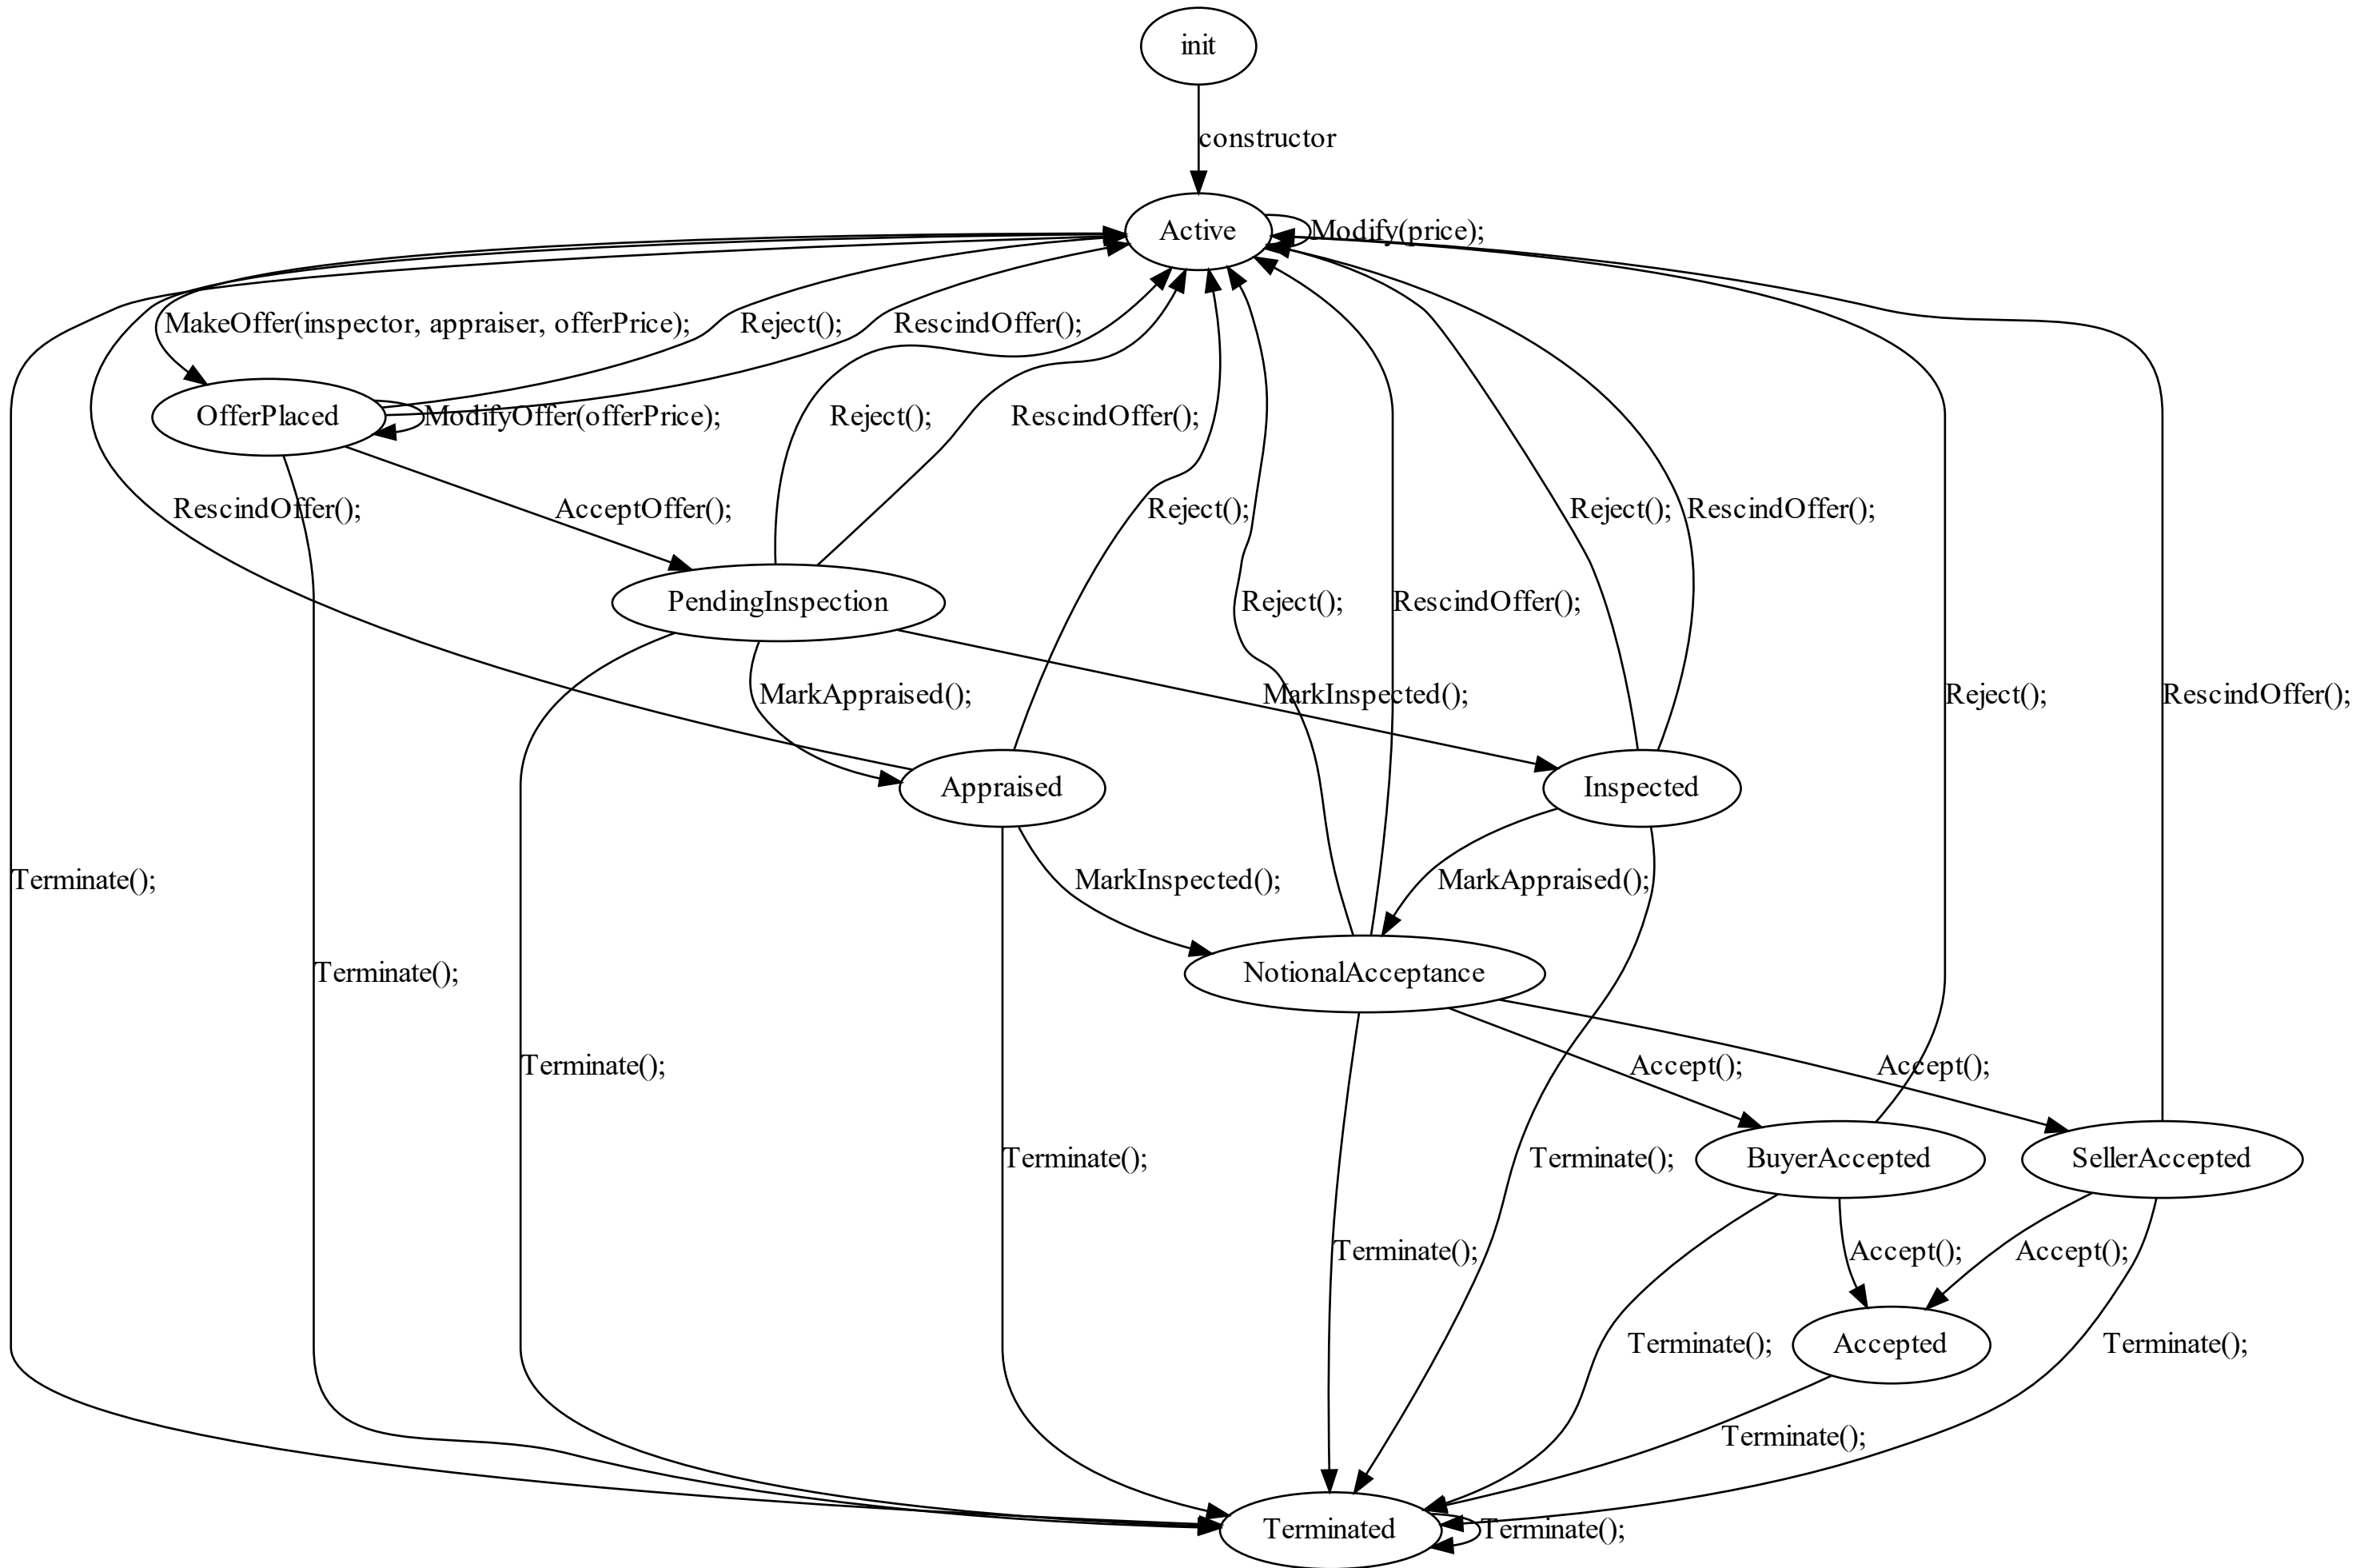 init
constructor
Active
Modify(price);
MakeOffer(inspector, appraiser, offerPrice);
Reject();
RescindOffer();
OfferPlaced
ModifyOffer(offerPrice);
Reject();
RescindOffer();
RescindOffer();
AcceptOffer();
Reject();
Reject();
RescindOffer();
PendingInspection
Reject();
RescindOffer();
MarkAppraised();
MarkInspected();
Reject();
RescindOffer();
Appraised
Inspected
Terminate();
MarkInspected();
MarkAppraised();
Terminate();
NotionalAcceptance
Terminate();
Accept();
Accept();
Terminate();
Terminate();
BuyerAccepted
SellerAccepted
Terminate();
Accept();
Accept();
Terminate();
Accepted
Terminate();
Terminate();
Terminated
Terminate();